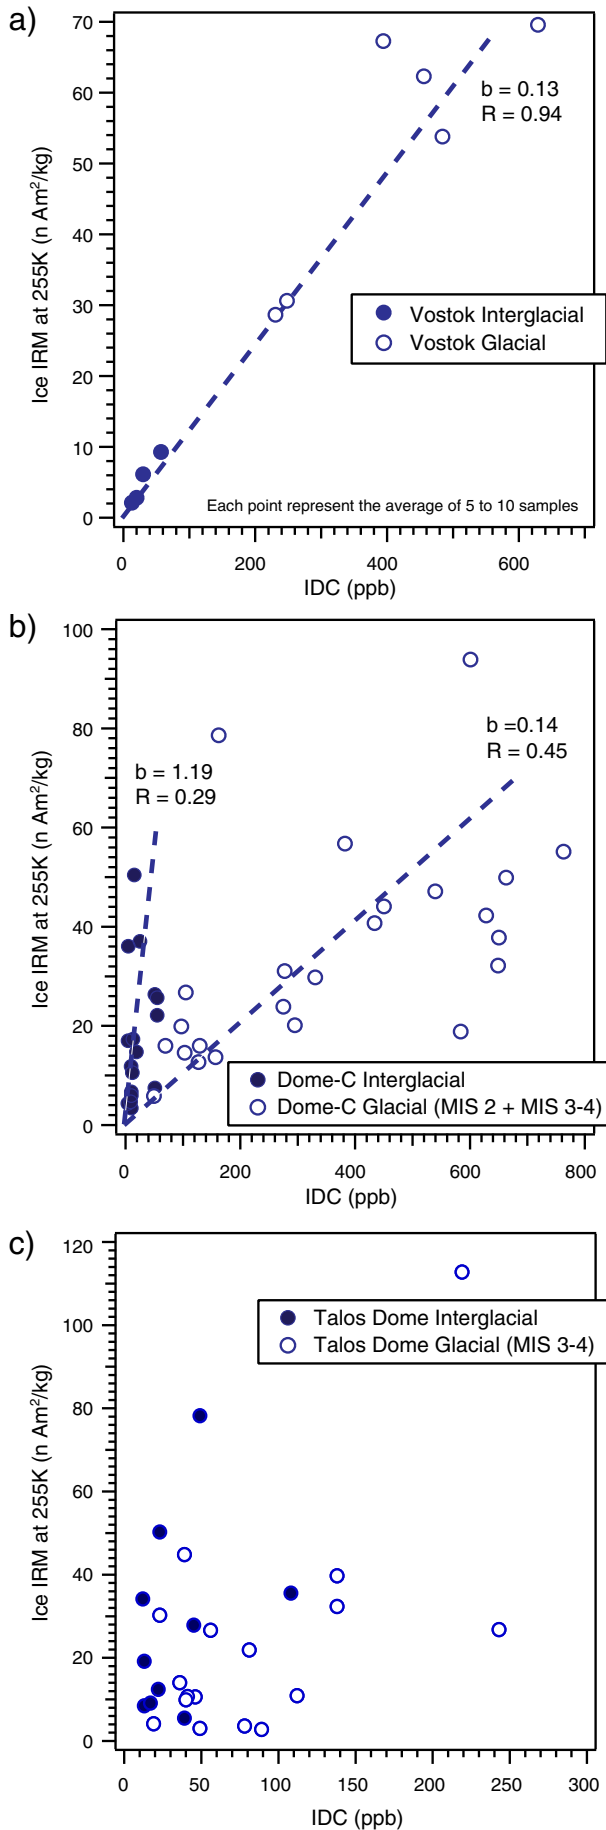 a)
70
60
50
40
30
20
10
0
Ice IRM at 255K (n Am²/kg)
b = 0.13
R = 0.94
Vostok Interglacial
Vostok Glacial
Each point represent the average of 5 to 10 samples
0 200 400 600
IDC (ppb)
b)
100
80
60
40
20
0
Ice IRM at 255K (n Am²/kg)
b =0.14
R = 0.45
b = 1.19
R = 0.29
Dome-C Interglacial
Dome-C Glacial (MIS 2 + MIS 3-4)
0 200 400 600 800
IDC (ppb)
c)
120
100
80
60
40
20
0
Ice IRM at 255K (n Am²/kg)
Talos Dome Interglacial
Talos Dome Glacial (MIS 3-4)
0 50 100 150 200 250 300
IDC (ppb)